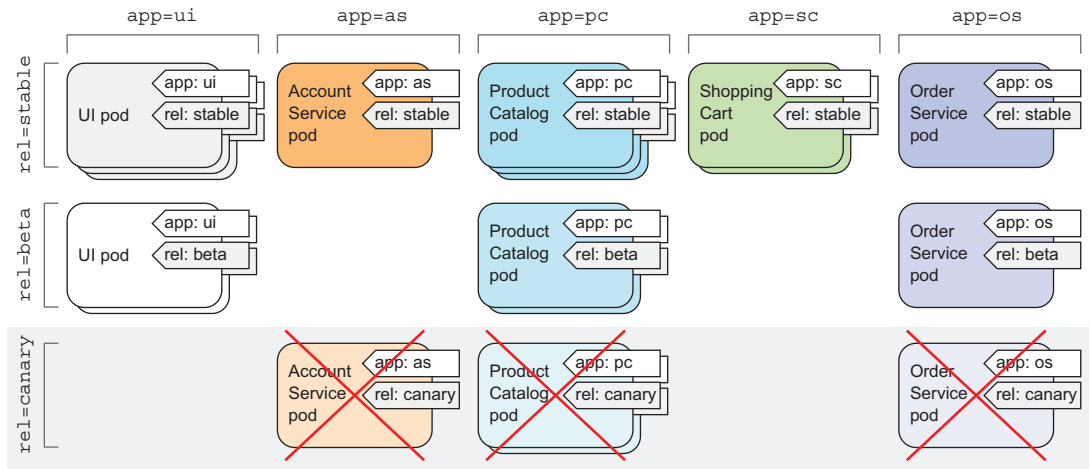 app=ui
app=as
app=pc
app=sc
app=os
rel=stable
UI pod
app: ui
rel: stable
Account
Service
pod
app: as
rel: stable
Product
Catalog
pod
app: pc
rel: stable
Shopping
Cart
pod
app: sc
rel: stable
Order
Service
pod
app: os
rel: stable
rel=beta
UI pod
app: ui
rel: beta
Product
Catalog
pod
app: pc
rel: beta
Order
Service
pod
app: os
rel: beta
rel=canary
Account
Service
pod
app: as
rel: canary
Product
Catalog
pod
app: pc
rel: canary
Order
Service
pod
app: os
rel: canary